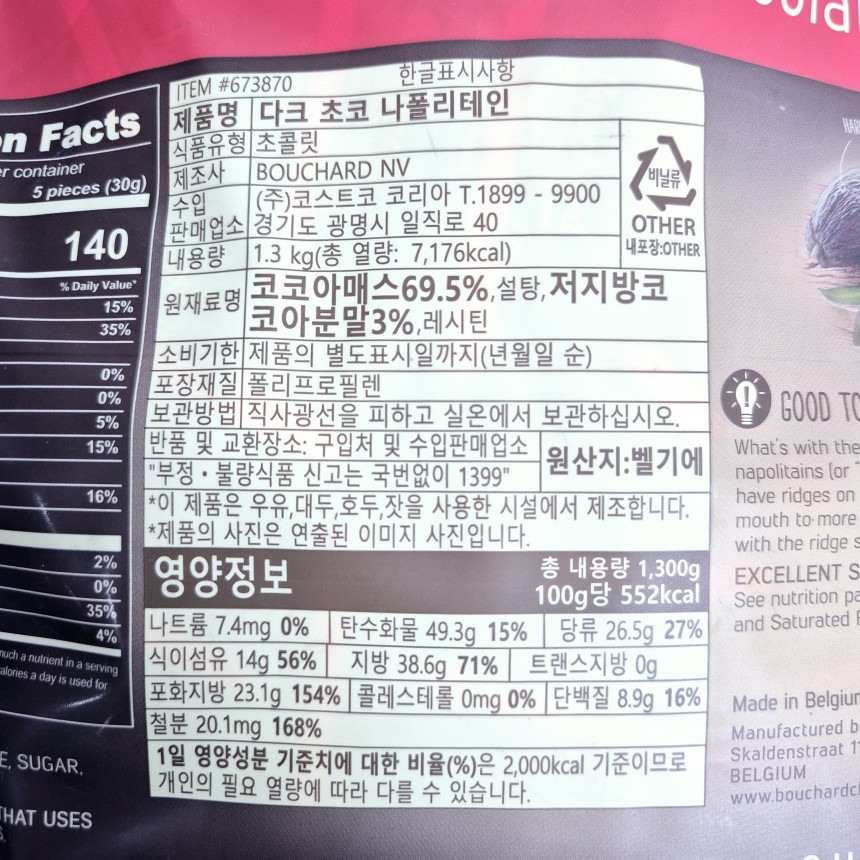 ola
on Facts
er container
5 pieces (30g)
140
% Daily Value*
15%
35%
0%
0%
5%
15%
16%
2%
0%
35%
4%
much a nutrient in a serving
calories a day is used for
E, SUGAR,
THAT USES
ITEM #673870 한글표시사항
제품명 다크 초코 나폴리테인
식품유형 초콜릿
제조사 BOUCHARD NV
수입 판매업소 (주)코스트코 코리아 T.1899 - 9900
경기도 광명시 일직로 40
내용량 1.3 kg(총 열량: 7,176kcal)
비닐류
OTHER
내포장:OTHER
원재료명 코코아매스69.5%,설탕,저지방코
코아분말3%,레시틴
소비기한 제품의 별도표시일까지(년월일 순)
포장재질 폴리프로필렌
보관방법 직사광선을 피하고 실온에서 보관하십시오.
반품 및 교환장소: 구입처 및 수입판매업소
"부정・불량식품 신고는 국번없이 1399"
원산지:벨기에
*이 제품은 우유,대두,호두,잣을 사용한 시설에서 제조합니다.
*제품의 사진은 연출된 이미지 사진입니다.
영양정보 총 내용량 1,300g
100g당 552kcal
나트륨 7.4mg 0% 탄수화물 49.3g 15% 당류 26.5g 27%
식이섬유 14g 56% 지방 38.6g 71% 트랜스지방 0g
포화지방 23.1g 154% 콜레스테롤 0mg 0% 단백질 8.9g 16%
철분 20.1mg 168%
1일 영양성분 기준치에 대한 비율(%)은 2,000kcal 기준이므로
개인의 필요 열량에 따라 다를 수 있습니다.
HAR
GOOD TO
What's with the
napolitains (or
have ridges on
mouth to more
with the ridge s
EXCELLENT S
See nutrition pa
and Saturated F
Made in Belgium
Manufactured b
Skaldenstraat 1
BELGIUM
www.bouchardcl